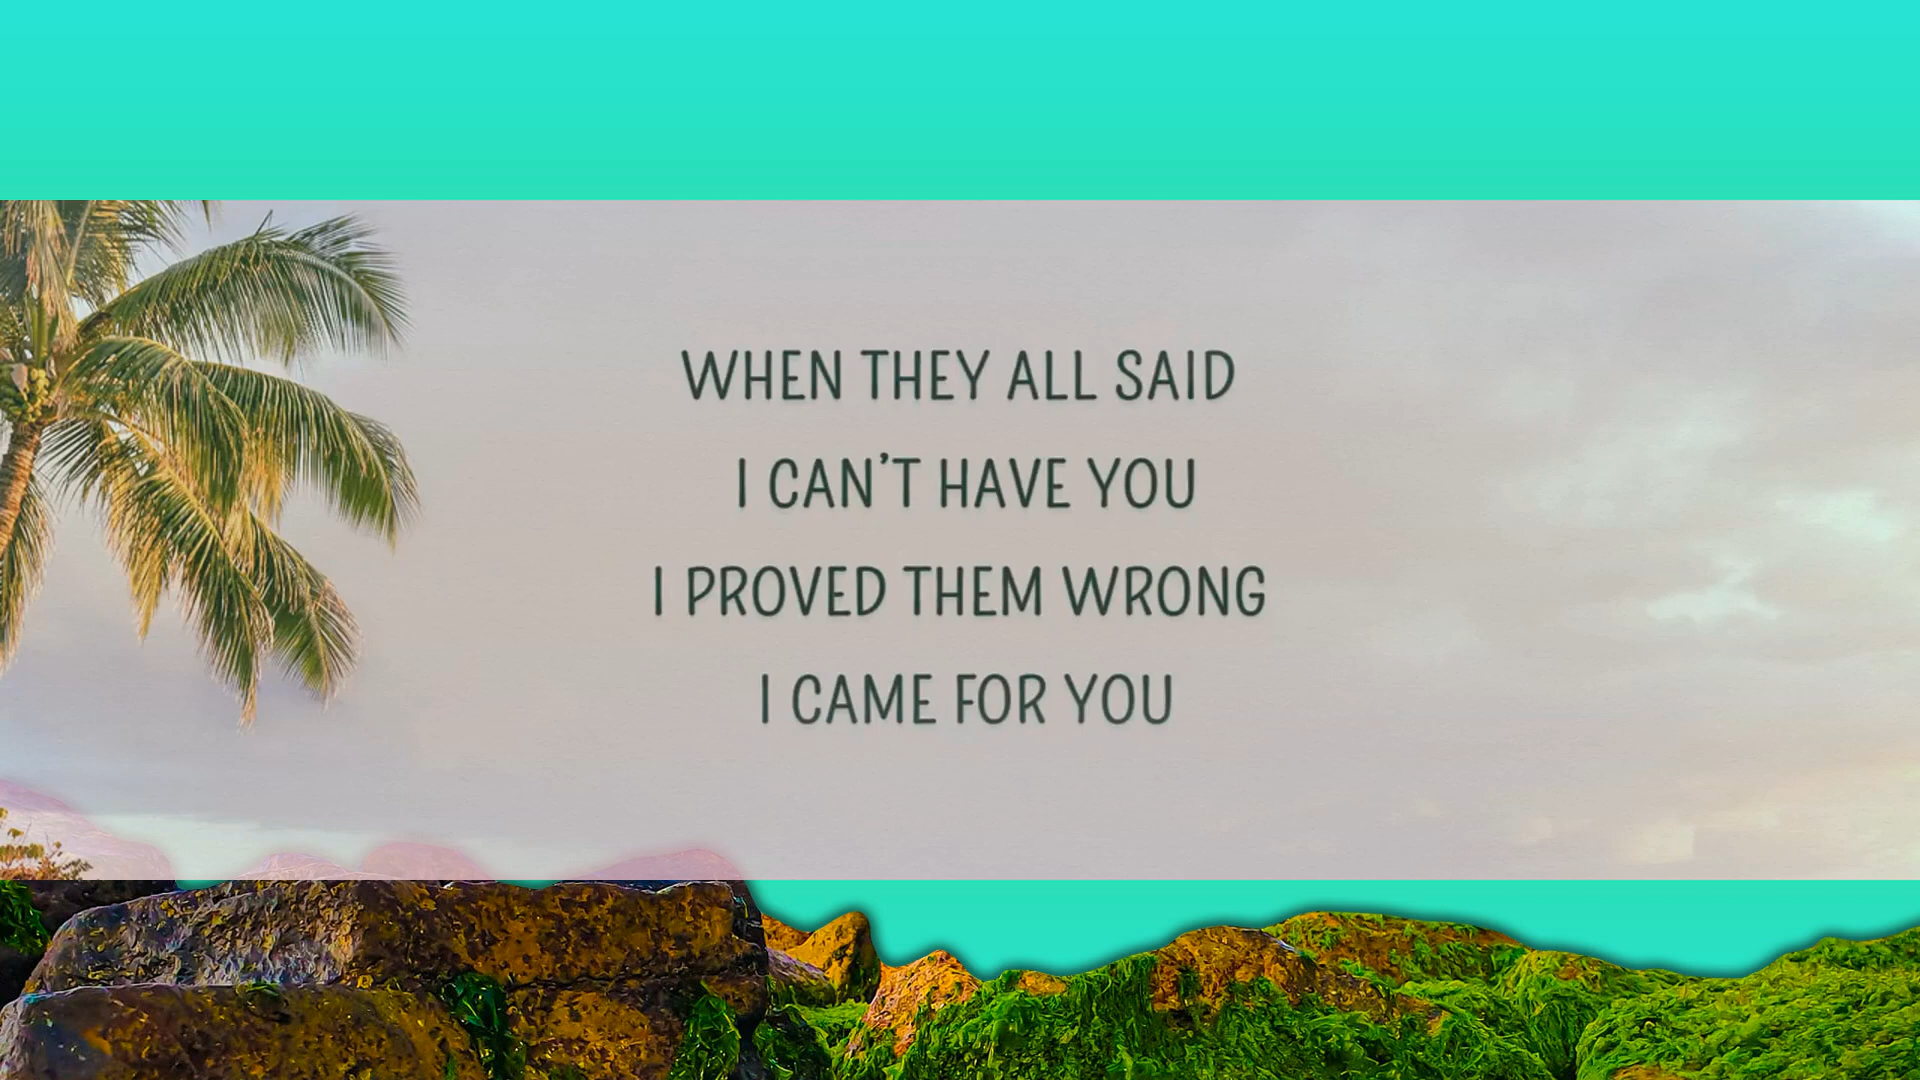 WHEN THEY ALL SAID
I CAN'T HAVE YOU
I PROVED THEM WRONG
I CAME FOR YOU